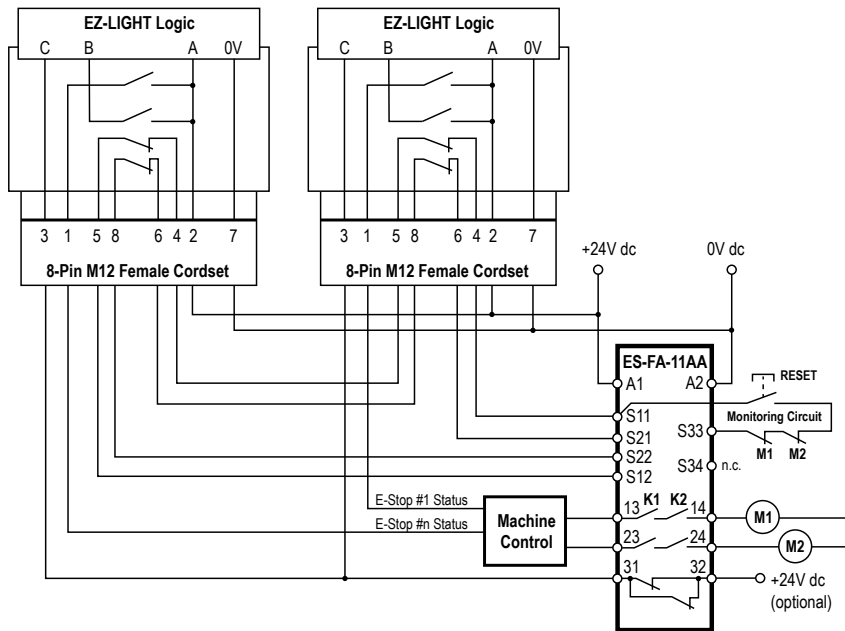 EZ-LIGHT Logic
C B A 0V
EZ-LIGHT Logic
C B A 0V
3 1 5 8 6 4 2 7
8-Pin M12 Female Cordset
3 1 5 8 6 4 2 7
8-Pin M12 Female Cordset
+24V dc
0V dc
ES-FA-11AA
A1 A2
RESET
S11
Monitoring Circuit
S21
S33
M1 M2
S22
S34 n.c.
S12
E-Stop #1 Status
E-Stop #n Status
Machine
Control
13 K1 K2 14
M1
23 24
M2
31 32
+24V dc
(optional)